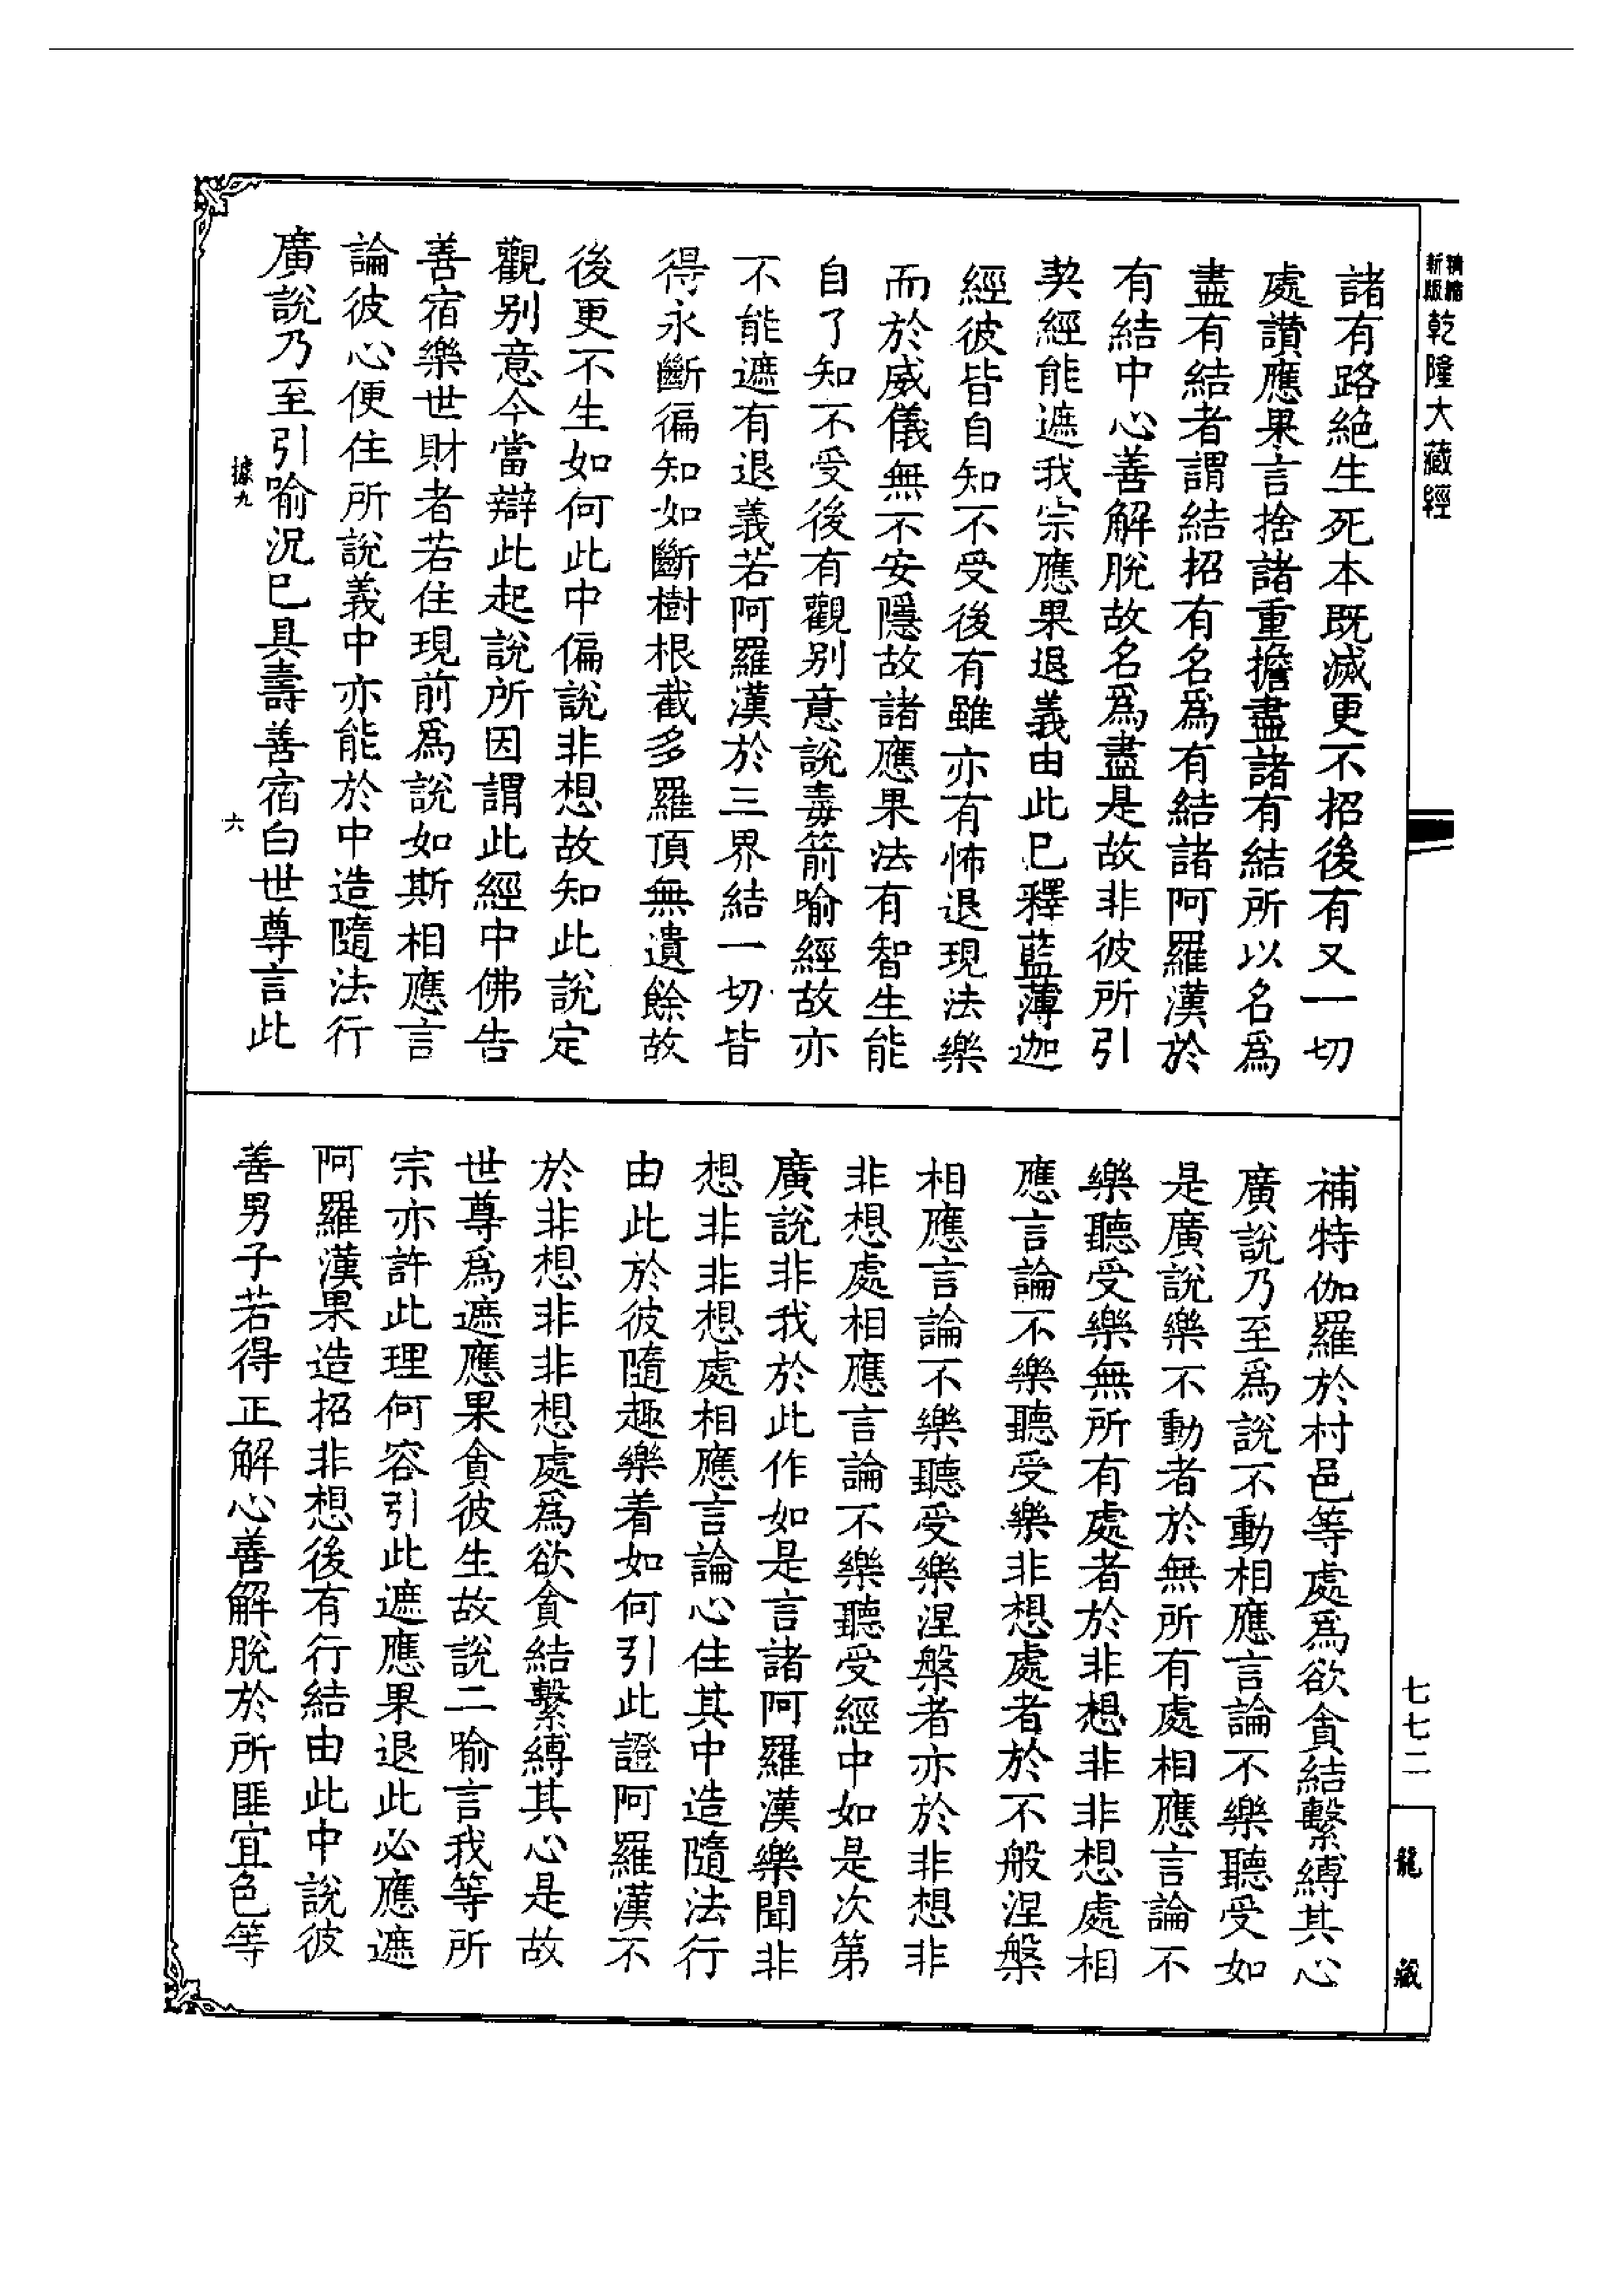 精縮新版乾隆大藏經
諸有路絕生死本既滅更不招後有又一切
處讚應果言捨諸重擔盡諸有結所以名爲
盡有結者謂結招有名爲有結諸阿羅漢於
有結中心善解脫故名爲盡是故非彼所引
契經能遮我宗應果退義由此巳釋藍薄迦
經彼皆自知不受後有雖亦有怖退現法樂
而於威儀無不安隱故諸應果法有智生能
自了知不受後有觀別意說毒箭喻經故亦
不能遮有退義若阿羅漢於三界結一切皆
得永斷徧知如斷樹根截多羅頂無遺餘故
後更不生如何此中偏說非想故知此說定
觀別意今當辯此起說所因謂此經中佛告
善宿樂世財者若住現前爲說如斯相應言
論彼心便住所說義中亦能於中造隨法行
廣說乃至引喻況巳具壽善宿白世尊言此
據九
六
補特伽羅於村邑等處爲欲貪結繫縛其心
廣說乃至爲說不動相應言論不樂聽受如
是廣說樂不動者於無所有處相應言論不
樂聽受樂無所有處者於非想非非想處相
應言論不樂聽受樂非想處者於不般涅槃
相應言論不樂聽受樂涅槃者亦於非想非
非想處相應言論不樂聽受經中如是次第
廣說非我於此作如是言諸阿羅漢樂聞非
想非非想處相應言論心住其中造隨法行
由此於彼隨趣樂着如何引此證阿羅漢不
於非想非非想處爲欲貪結繫縛其心是故
世尊爲遮應果貪彼生故說二喻言我等所
宗亦許此理何容引此遮應果退此必應遮
阿羅漢果造招非想後有行結由此中說彼
善男子若得正解心善解脫於所匪宜色等
七七二
龍藏